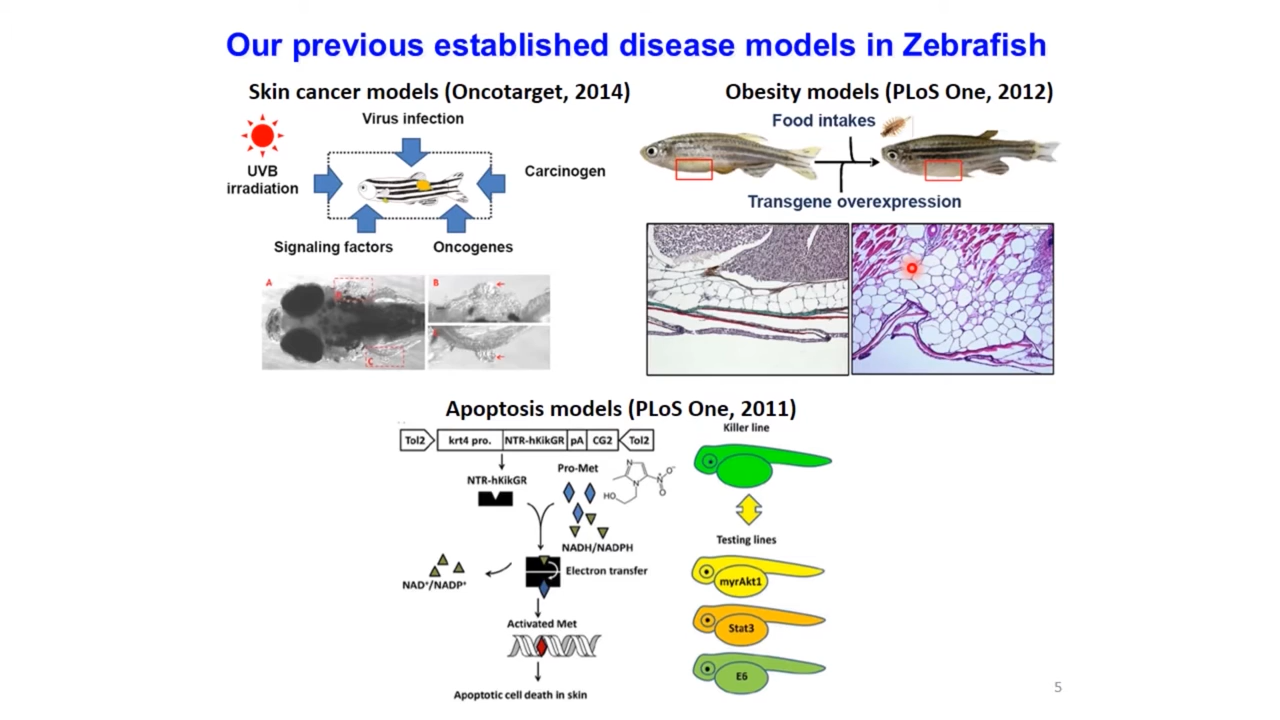 Our previous established disease models in Zebrafish
Skin cancer models (Oncotarget, 2014)
Virus infection
UVB
irradiation
Carcinogen
Signaling factors
Oncogenes
A
B
C
Obesity models (PLoS One, 2012)
Food intakes
Transgene overexpression
Apoptosis models (PLoS One, 2011)
Tol2
krt4 pro.
NTR-hKikGR
pA
CG2
Tol2
NTR-hKikGR
Pro-Met
N
N
N
O⁻
O
HO
NADH/NADPH
Electron transfer
NAD⁺/NADP⁺
Activated Met
Apoptotic cell death in skin
Killer line
Testing lines
myrAkt1
Stat3
E6
5